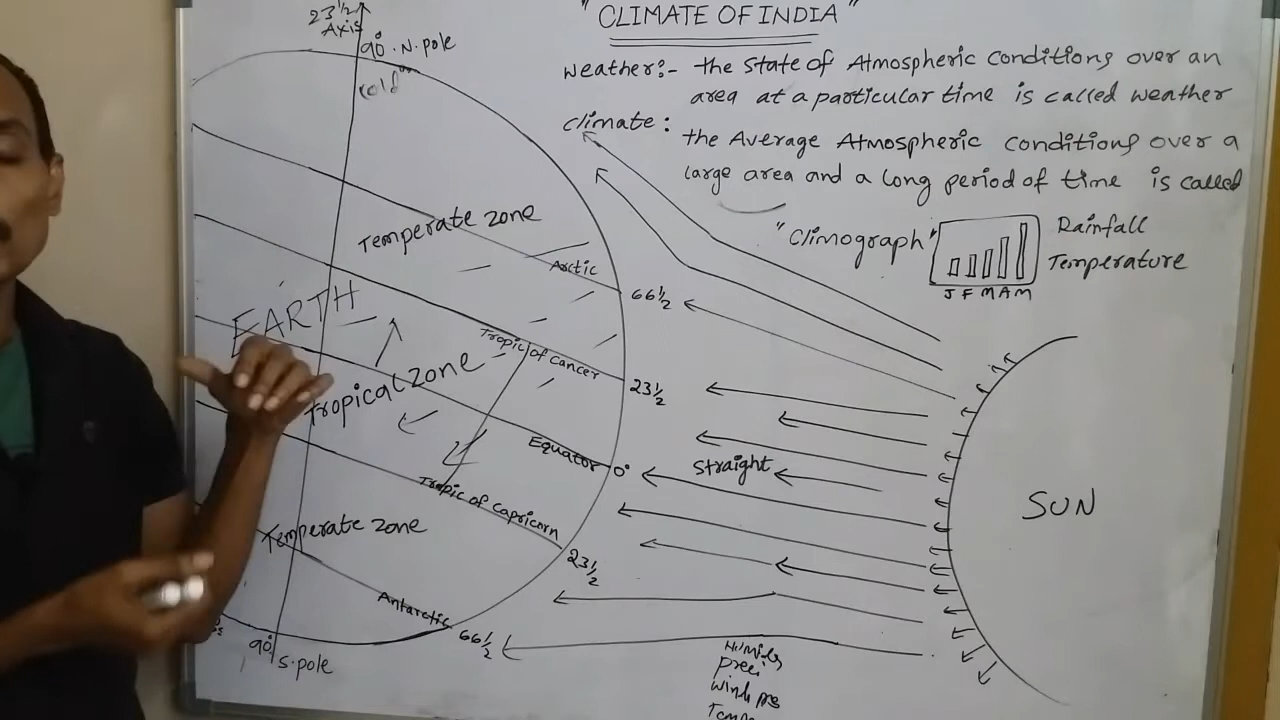 "CLIMATE OF INDIA"
Weather:- the State of Atmospheric Conditions over an
area at a particular time is called weather
Climate:
the Average Atmospheric Conditions over a
large area and a long period of time is called
"Climograph"
Rainfall
Temperature
J F M A M
23½
Axis
90° N. pole
Cold
Temperate zone
Arctic
66½
EARTH
Tropic of Cancer
23½
Tropical zone
Equator 0°
Straight
SUN
Tropic of Capricorn
23½
Temperate zone
Antarctic
66½
90°
S. pole